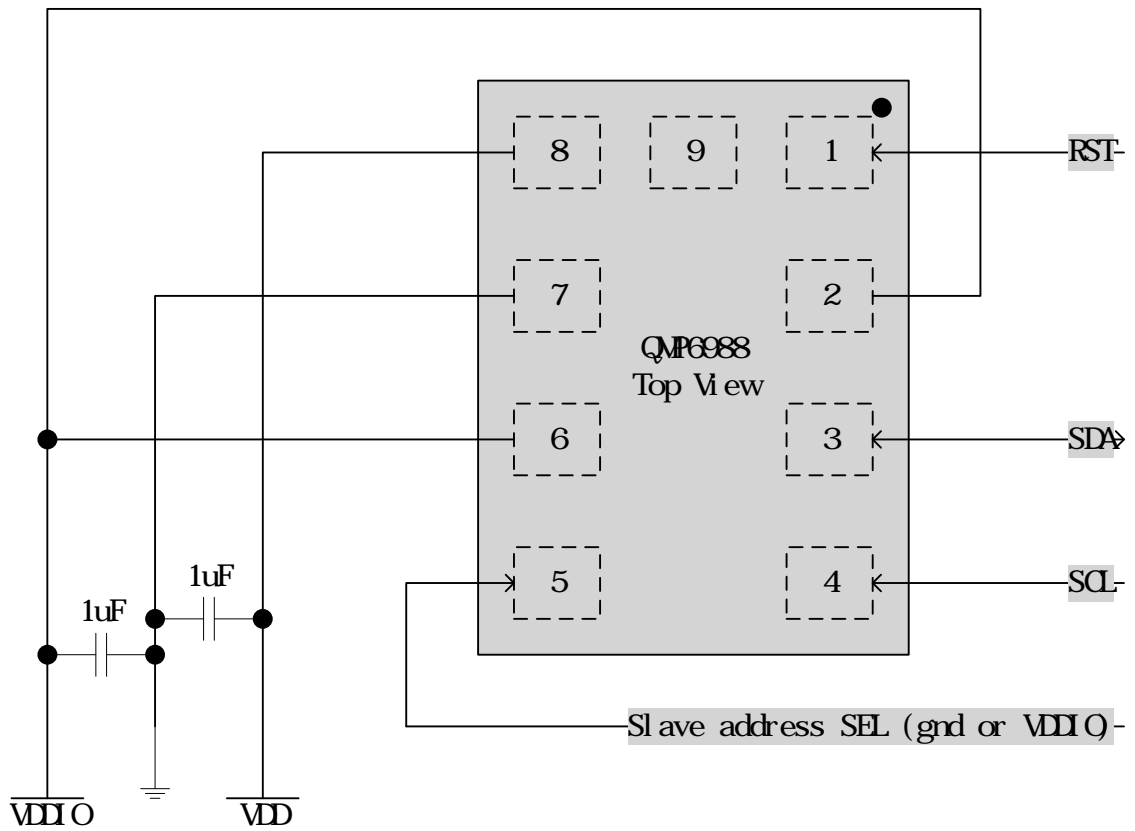 8
9
1
RST
7
2
QMP6988
Top View
6
3
SDA
1uF
5
4
SCL
1uF
Slave address SEL (gnd or VDDIO)
VDDIO
VDD